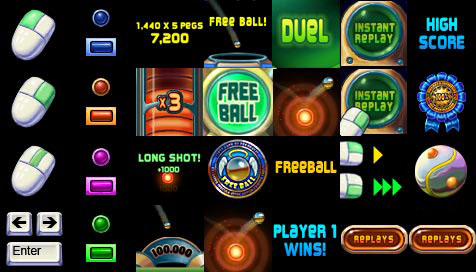 1,440 X 5 PEGS
7,200
FREE BALL!
DUEL
INSTANT
REPLAY
HIGH
SCORE
X3
FREE
BALL
INSTANT
REPLAY
100%
LONG SHOT!
+1000
FREE BALL
FREEBALL
Enter
100,000
PLAYER 1
WINS!
REPLAYS
REPLAYS